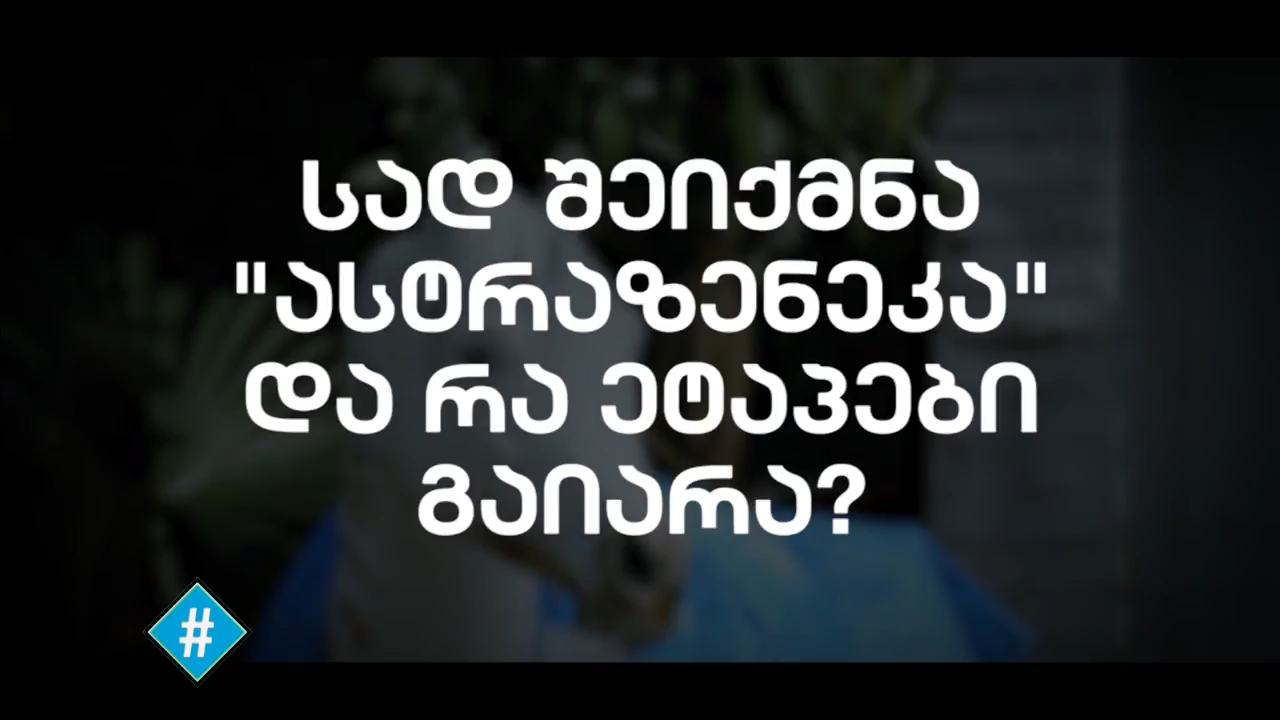 სად შეიქმნა
"ასტრაზენეკა"
და რა ეტაპები
გაიარა?
#